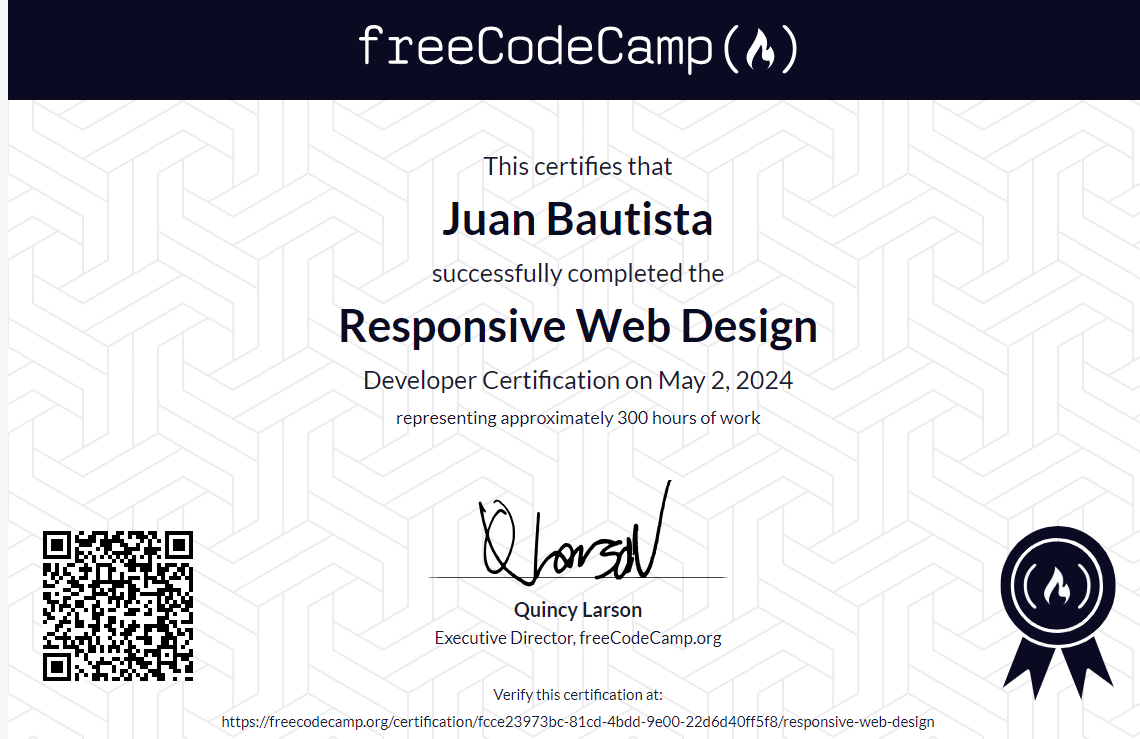 freeCodeCamp
This certifies that
Juan Bautista
successfully completed the
Responsive Web Design
Developer Certification on May 2, 2024
representing approximately 300 hours of work
Q Larson
Quincy Larson
Executive Director, freeCodeCamp.org
Verify this certification at:
https://freecodecamp.org/certification/fcce23973bc-81cd-4bdd-9e00-22d6d40ff5f8/responsive-web-design